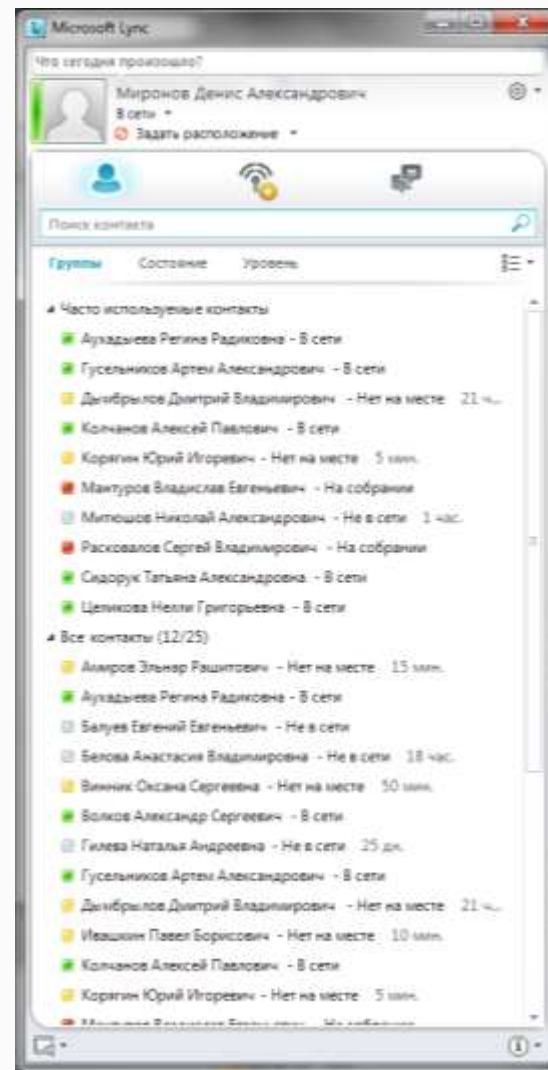 Microsoft Lync
Что сегодня произошло?
Миронов Денис Александрович
В сети
Задать расположение
Поиск контакта
Группы Состояние Уровень
Часто используемые контакты
Аухадыева Регина Радиковна - В сети
Гусельников Артем Александрович - В сети
Дымбрылов Дмитрий Владимирович - Нет на месте 21 ч...
Колчанов Алексей Павлович - В сети
Корягин Юрий Игоревич - Нет на месте 5 мин.
Мантуров Владислав Евгеньевич - На собрании
Митюшов Николай Александрович - Не в сети 1 час.
Расковалов Сергей Владимирович - На собрании
Сидорук Татьяна Александровна - В сети
Целикова Нелли Григорьевна - В сети
Все контакты (12/25)
Амиров Эльнар Рашитович - Нет на месте 15 мин.
Аухадыева Регина Радиковна - В сети
Балуев Евгений Евгеньевич - Не в сети
Белова Анастасия Владимировна - Не в сети 18 час.
Винник Оксана Сергеевна - Нет на месте 50 мин.
Волков Александр Сергеевич - В сети
Гилева Наталья Андреевна - Не в сети 25 дн.
Гусельников Артем Александрович - В сети
Дымбрылов Дмитрий Владимирович - Нет на месте 21 ч...
Ивашкин Павел Борисович - Нет на месте 10 мин.
Колчанов Алексей Павлович - В сети
Корягин Юрий Игоревич - Нет на месте 5 мин.